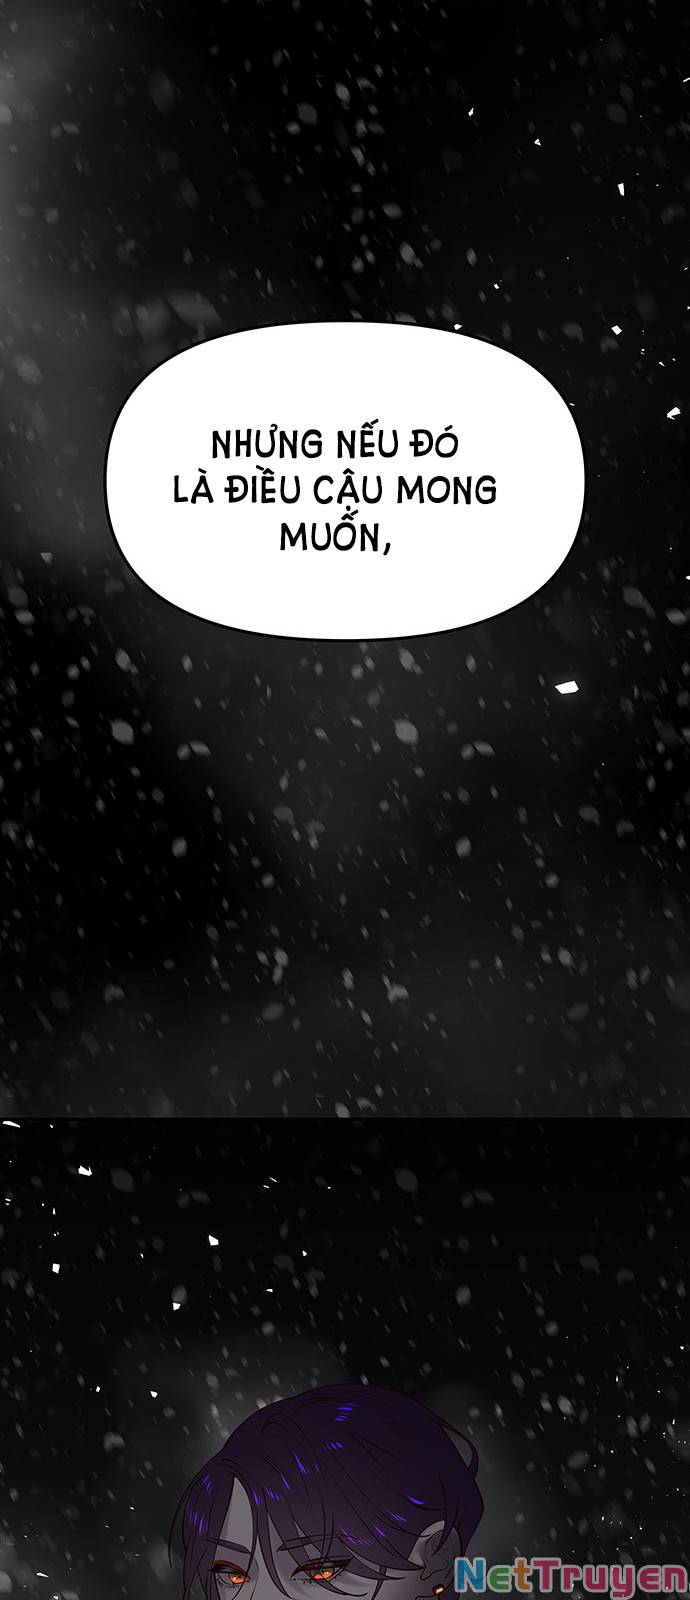 NHƯNG NẾU ĐÓ
LÀ ĐIỀU CẬU MONG
MUỐN,
NetTruyen